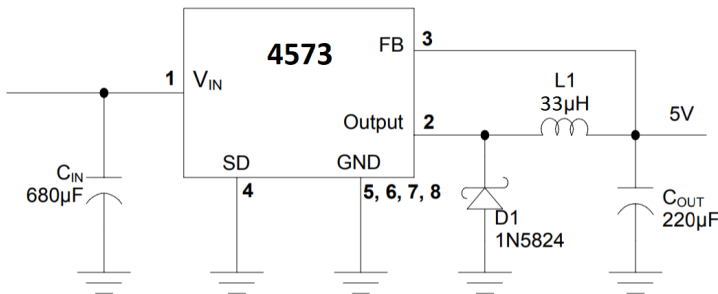 4573
FB
3
1
V_IN
L1
33µH
5V
Output
2
SD
GND
C_IN
680µF
4
5, 6, 7, 8
D1
1N5824
C_OUT
220µF